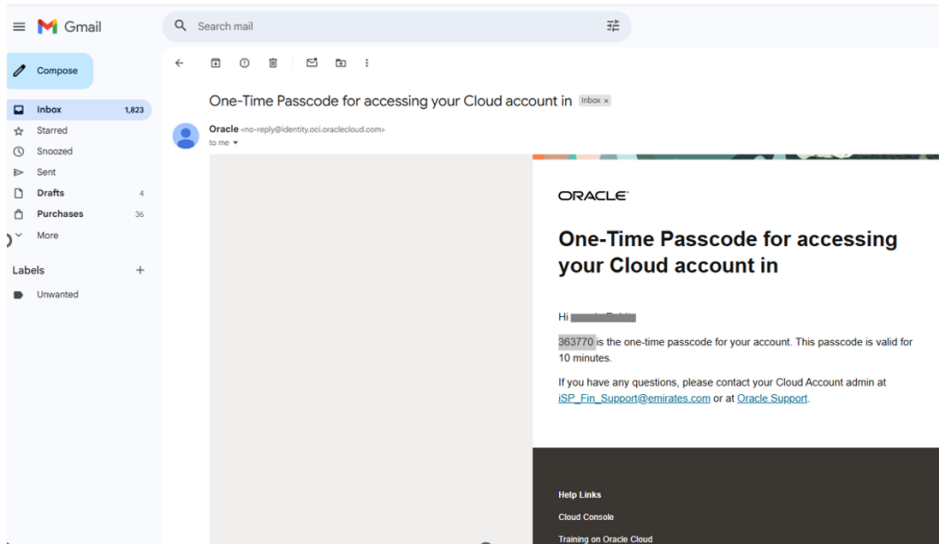 Gmail
Search mail
Compose
Inbox 1,823
Starred
Snoozed
Sent
Drafts 4
Purchases 36
More
Labels +
Unwanted
One-Time Passcode for accessing your Cloud account in Inbox ×
Oracle <no-reply@identity.oci.oraclecloud.com>
to me
ORACLE
One-Time Passcode for accessing
your Cloud account in
Hi
363770 is the one-time passcode for your account. This passcode is valid for
10 minutes.
If you have any questions, please contact your Cloud Account admin at
iSP_Fin_Support@emirates.com or at Oracle Support.
Help Links
Cloud Console
Training on Oracle Cloud